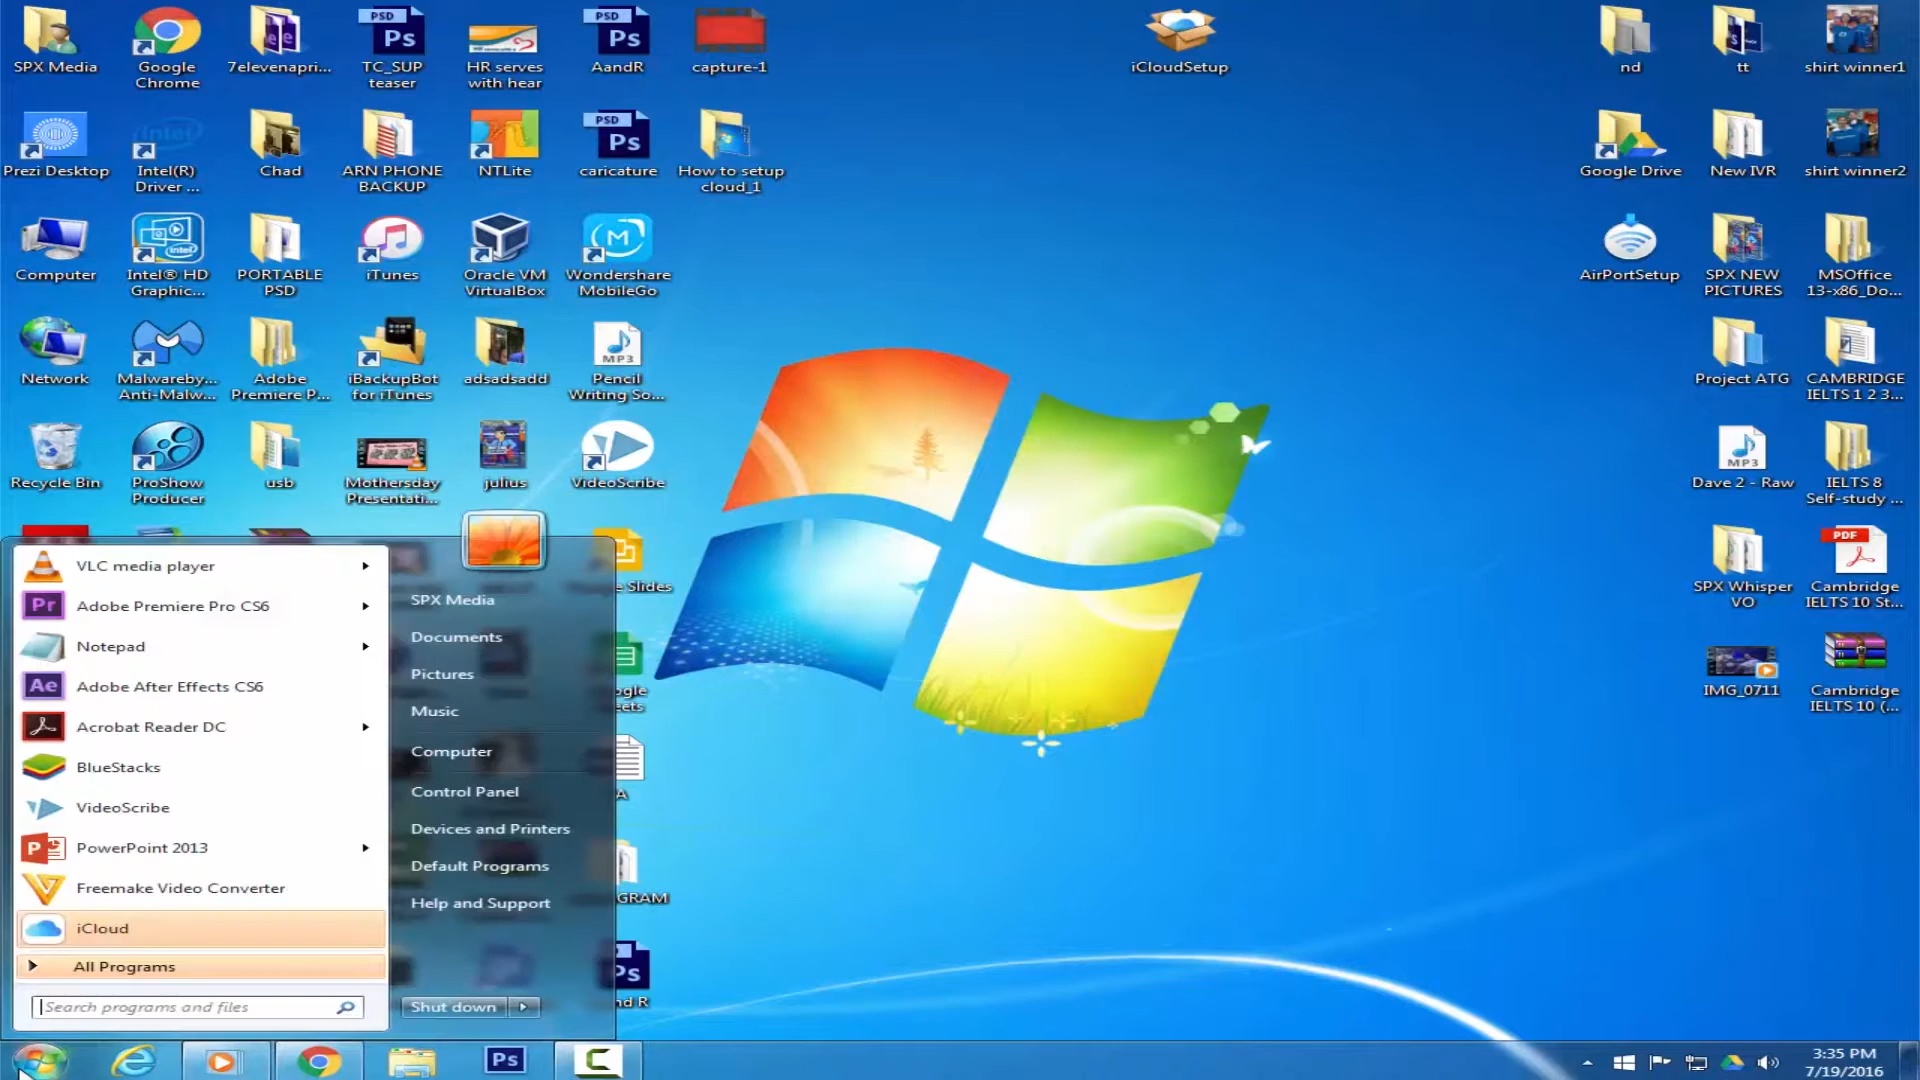 SPX Media
Google
Chrome
7elevenapri...
TC_SUP
teaser
HR serves
with hear
AandR
capture-1
iCloudSetup
nd
tt
shirt winner1
Prezi Desktop
Intel(R)
Driver ...
Chad
ARN PHONE
BACKUP
NTLite
caricature
How to setup
cloud_1
Google Drive
New IVR
shirt winner2
Computer
Intel® HD
Graphic...
PORTABLE
PSD
iTunes
Oracle VM
VirtualBox
Wondershare
MobileGo
AirPortSetup
SPX NEW
PICTURES
MSOffice
13-x86_Do...
Network
Malwareby...
Anti-Malw...
Adobe
Premiere P...
iBackupBot
for iTunes
adsadsadd
MP3
Pencil
Writing So...
Project ATG
CAMBRIDGE
IELTS 1 2 3...
Recycle Bin
ProShow
Producer
usb
Mothersday
Presentati...
julius
VideoScribe
MP3
Dave 2 - Raw
IELTS 8
Self-study ...
SPX Whisper
VO
PDF
Cambridge
IELTS 10 St...
IMG_0711
Cambridge
IELTS 10 (...
VLC media player
Adobe Premiere Pro CS6
Notepad
Adobe After Effects CS6
Acrobat Reader DC
BlueStacks
VideoScribe
PowerPoint 2013
Freemake Video Converter
iCloud
All Programs
Search programs and files
SPX Media
Documents
Pictures
Music
Computer
Control Panel
Devices and Printers
Default Programs
Help and Support
Shut down
Slides
3:35 PM
7/19/2016